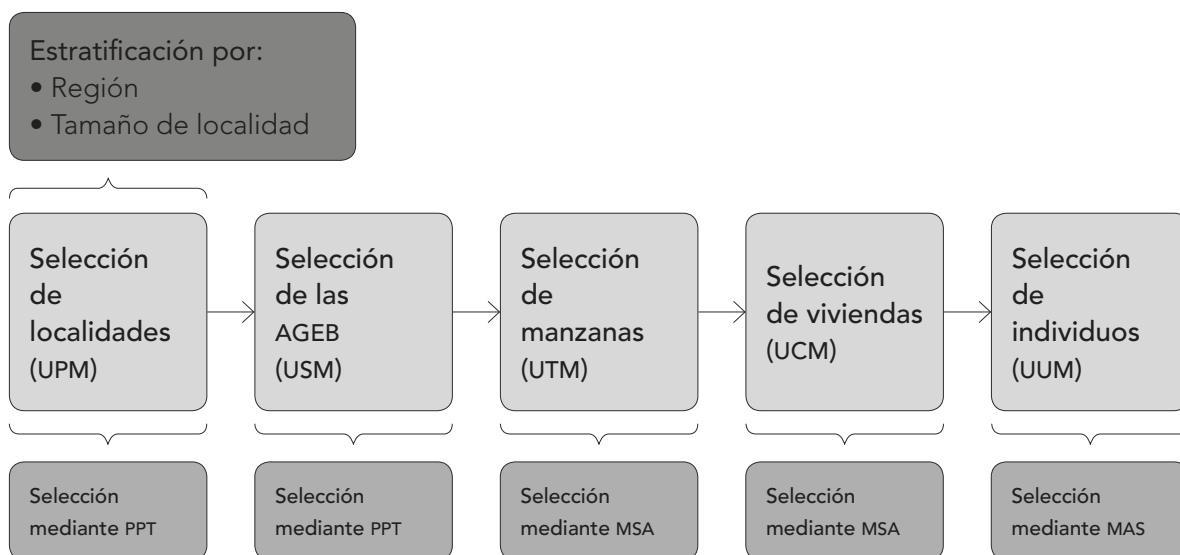 Estratificación por:
• Región
• Tamaño de localidad
Selección
de
localidades
(UPM)
Selección
de las
AGEB
(USM)
Selección
de
manzanas
(UTM)
Selección
de viviendas
(UCM)
Selección
de
individuos
(UUM)
Selección
mediante PPT
Selección
mediante PPT
Selección
mediante MSA
Selección
mediante MSA
Selección
mediante MAS